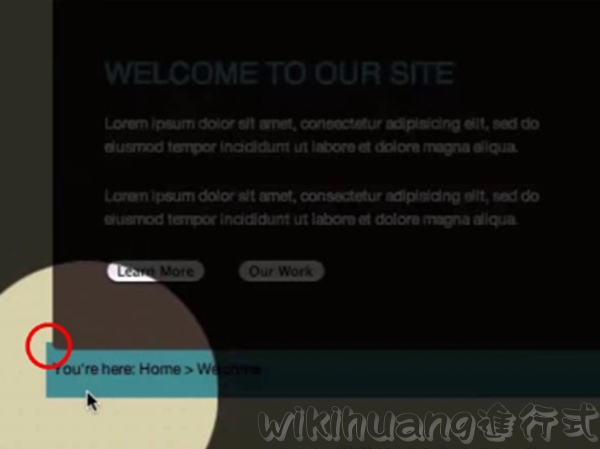 WELCOME TO OUR SITE
Lorem ipsum dolor sit amet, consectetur adipisicing elit, sed do
eiusmod tempor incididunt ut labore et dolore magna aliqua.
Lorem ipsum dolor sit amet, consectetur adipisicing elit, sed do
eiusmod tempor incididunt ut labore et dolore magna aliqua.
Learn More Our Work
You're here: Home > Welcome
wikihuang進行式